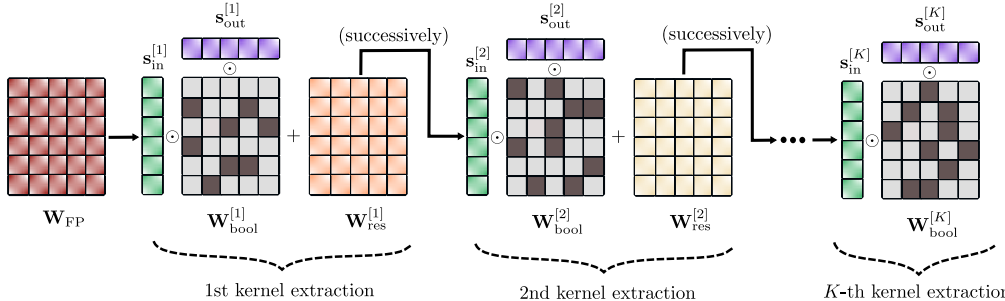 s_out^[1]
s_out^[2]
s_out^[K]
(successively)
(successively)
s_in^[1]
s_in^[2]
s_in^[K]
⊙
⊙
⊙
⊙
+
⊙
+
•••
⊙
W_FP
W_bool^[1]
W_res^[1]
W_bool^[2]
W_res^[2]
W_bool^[K]
1st kernel extraction
2nd kernel extraction
K-th kernel extraction